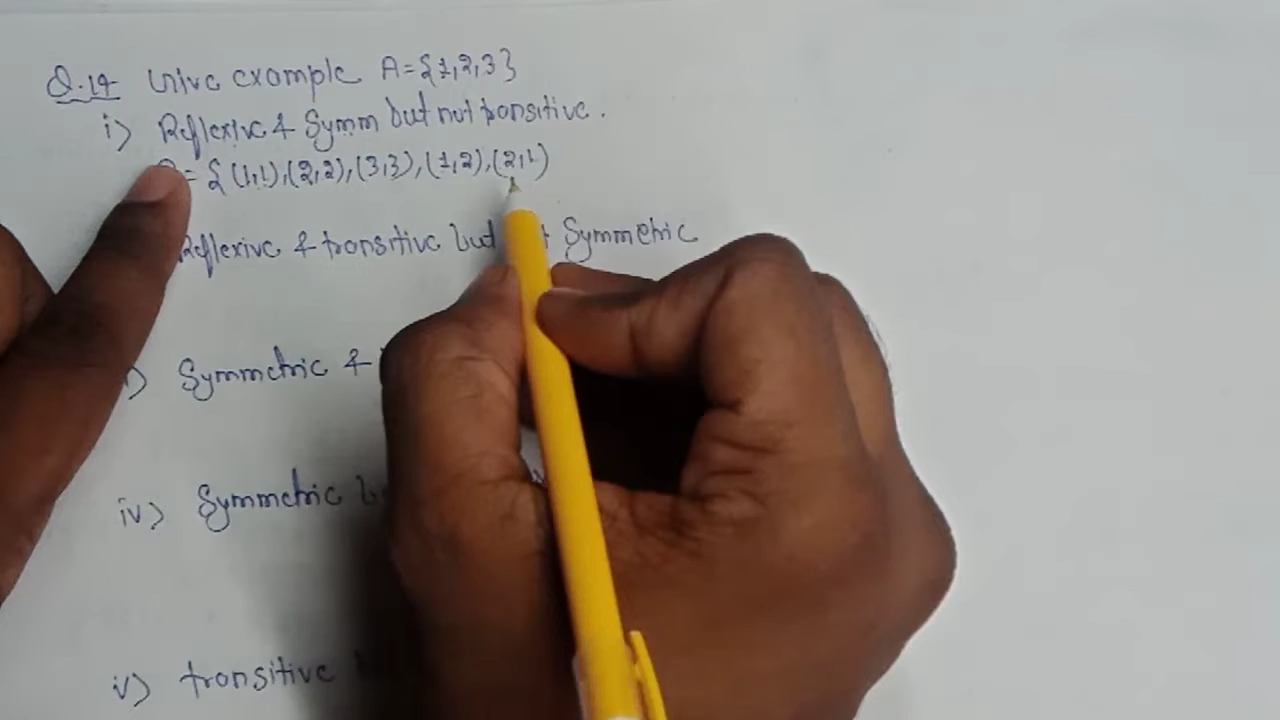 Q.14 Give example A={1,2,3}
i) Reflexive & Symm but not transitive.
= { (1,1),(2,2),(3,3),(1,2),(2,1)
Reflexive & transitive but Symmetric
) Symmetric &
iv) Symmetric
v) transitive